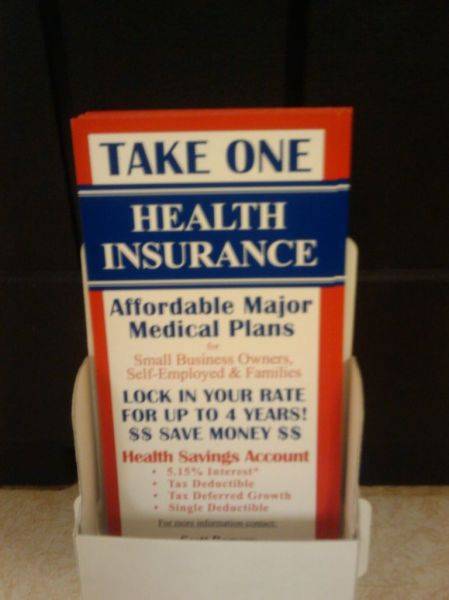 TAKE ONE
HEALTH
INSURANCE
Affordable Major
Medical Plans
for
Small Business Owners,
Self-Employed & Families
LOCK IN YOUR RATE
FOR UP TO 4 YEARS!
$$ SAVE MONEY $$
Health Savings Account
• 5.15% Interest*
• Tax Deductible
• Tax Deferred Growth
• Single Deductible
For more information contact: